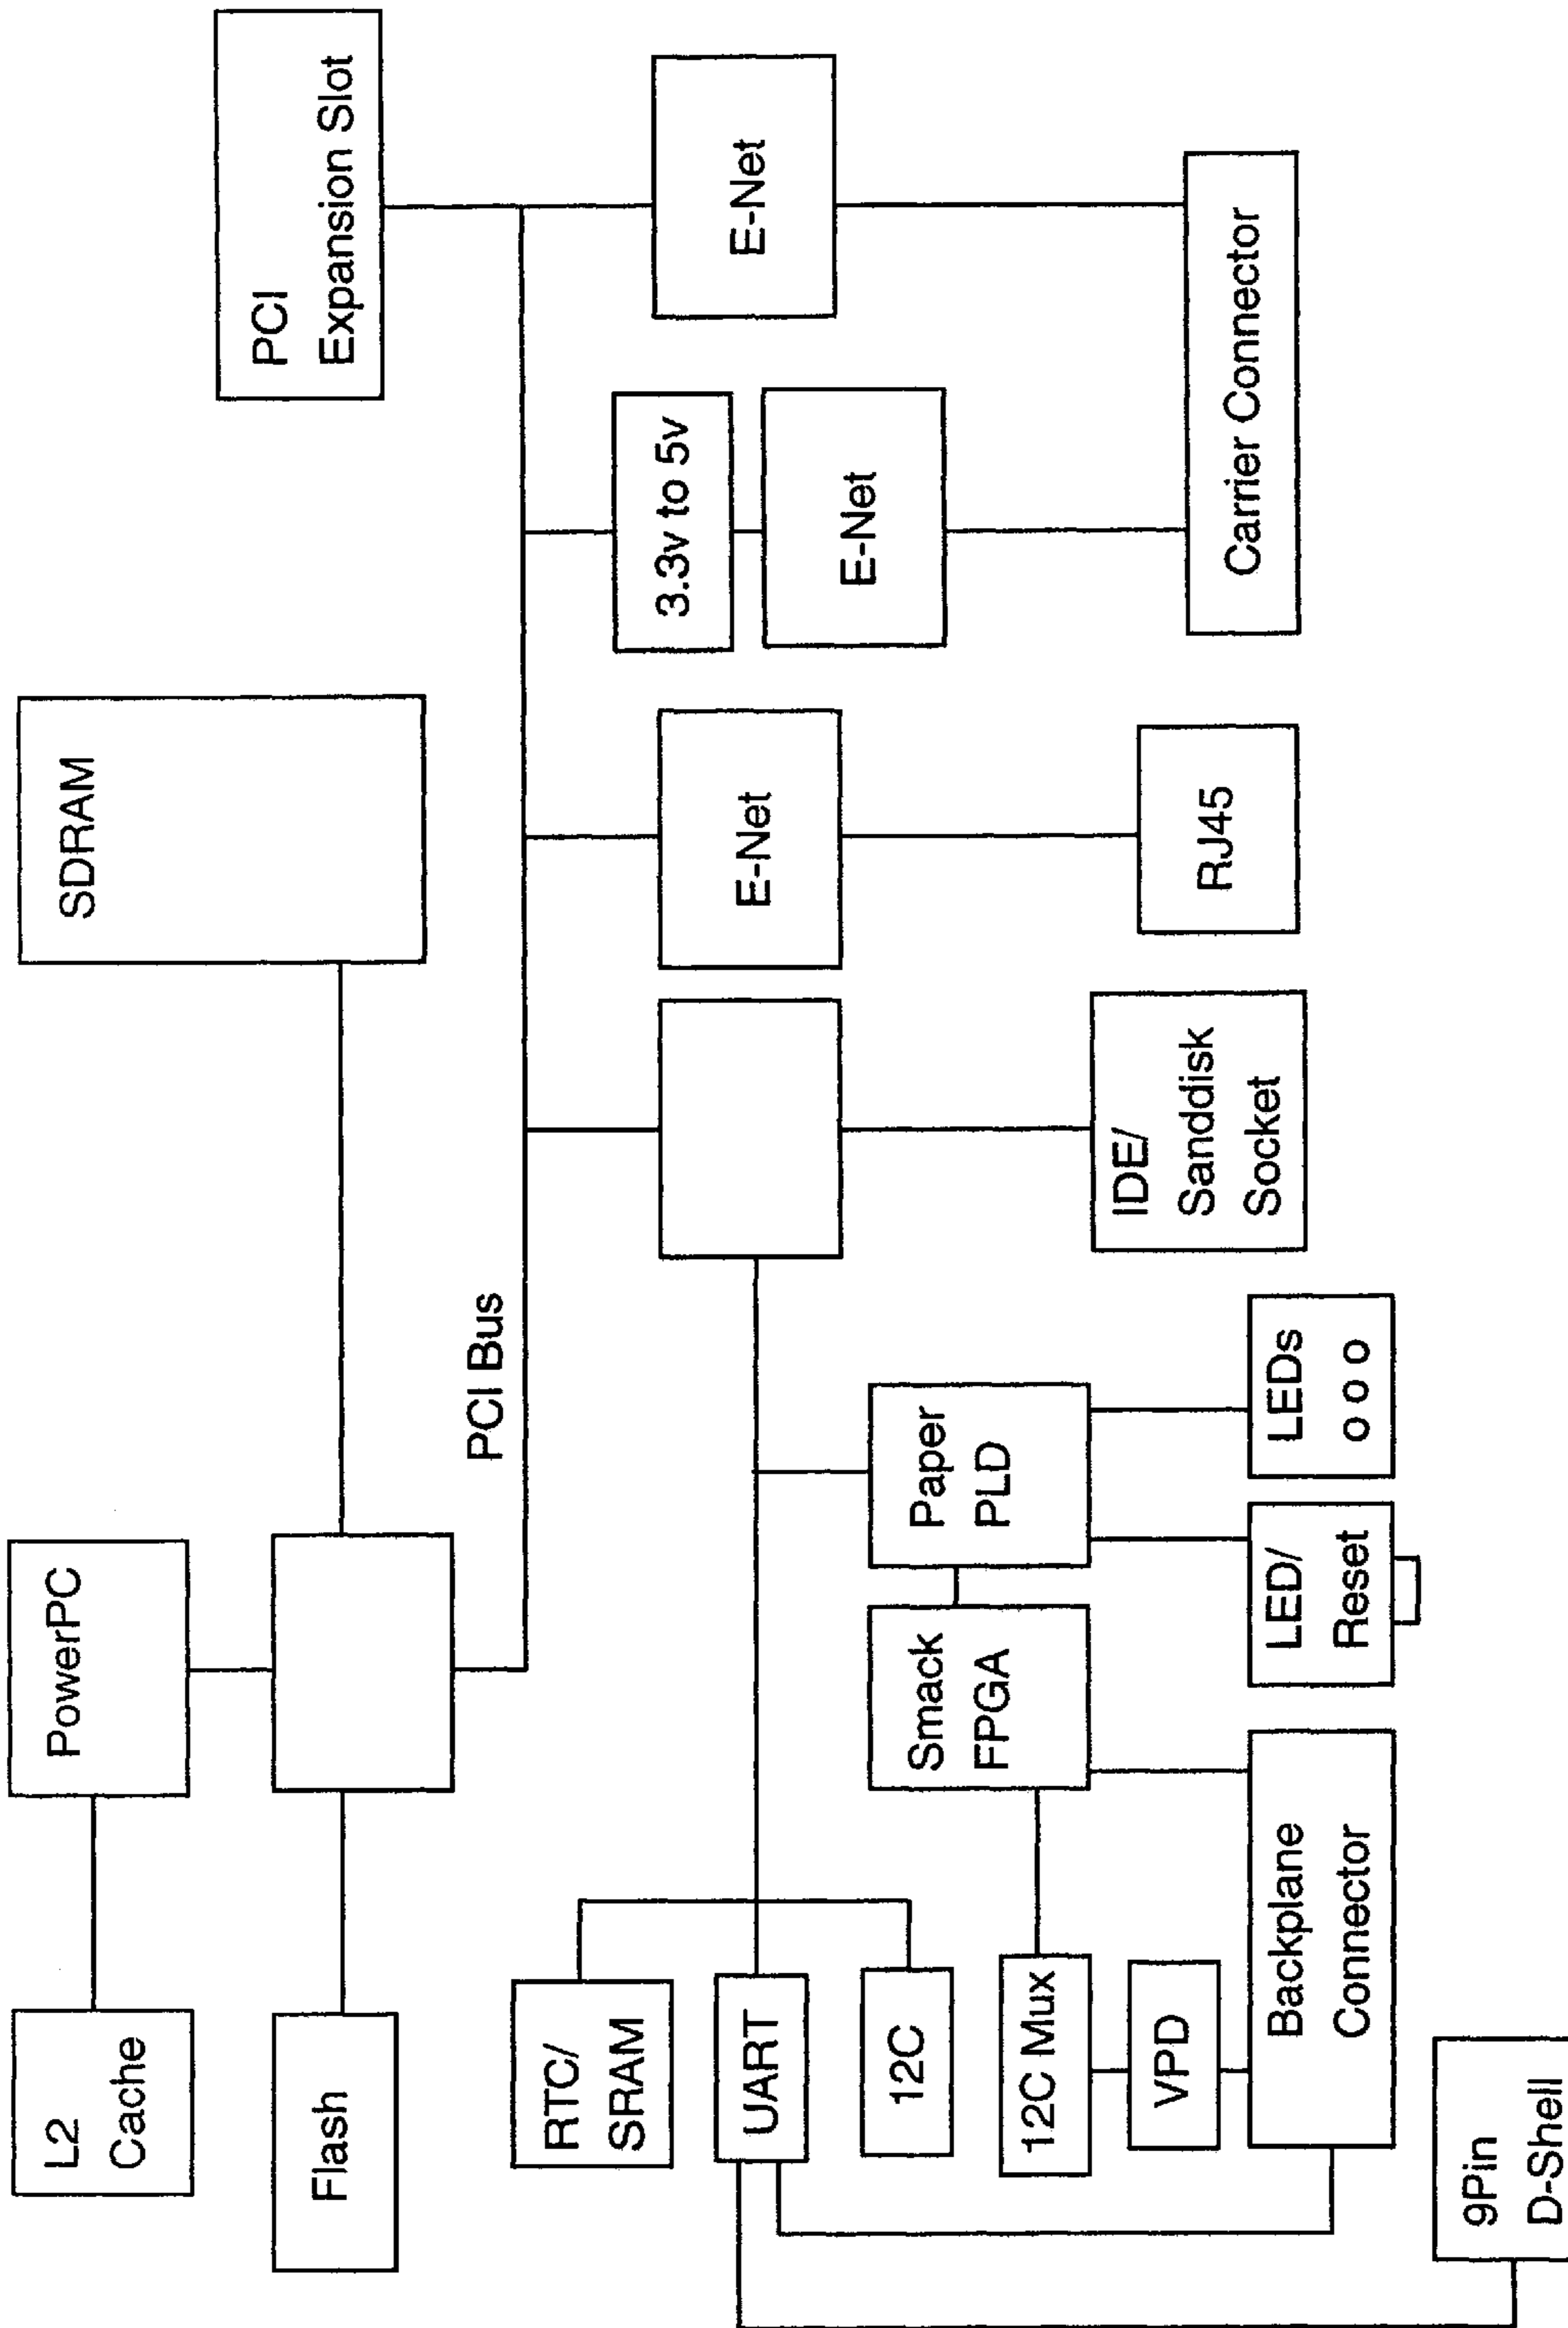 L2
Cache
PowerPC
SDRAM
PCI
Expansion Slot
Flash
PCI Bus
RTC/
SRAM
UART
12C
12C Mux
VPD
Backplane
Connector
9Pin
D-Shell
Smack
FPGA
Paper
PLD
LED/
Reset
LEDs
o o o
IDE/
Sanddisk
Socket
E-Net
RJ45
3.3v to 5v
E-Net
E-Net
Carrier Connector